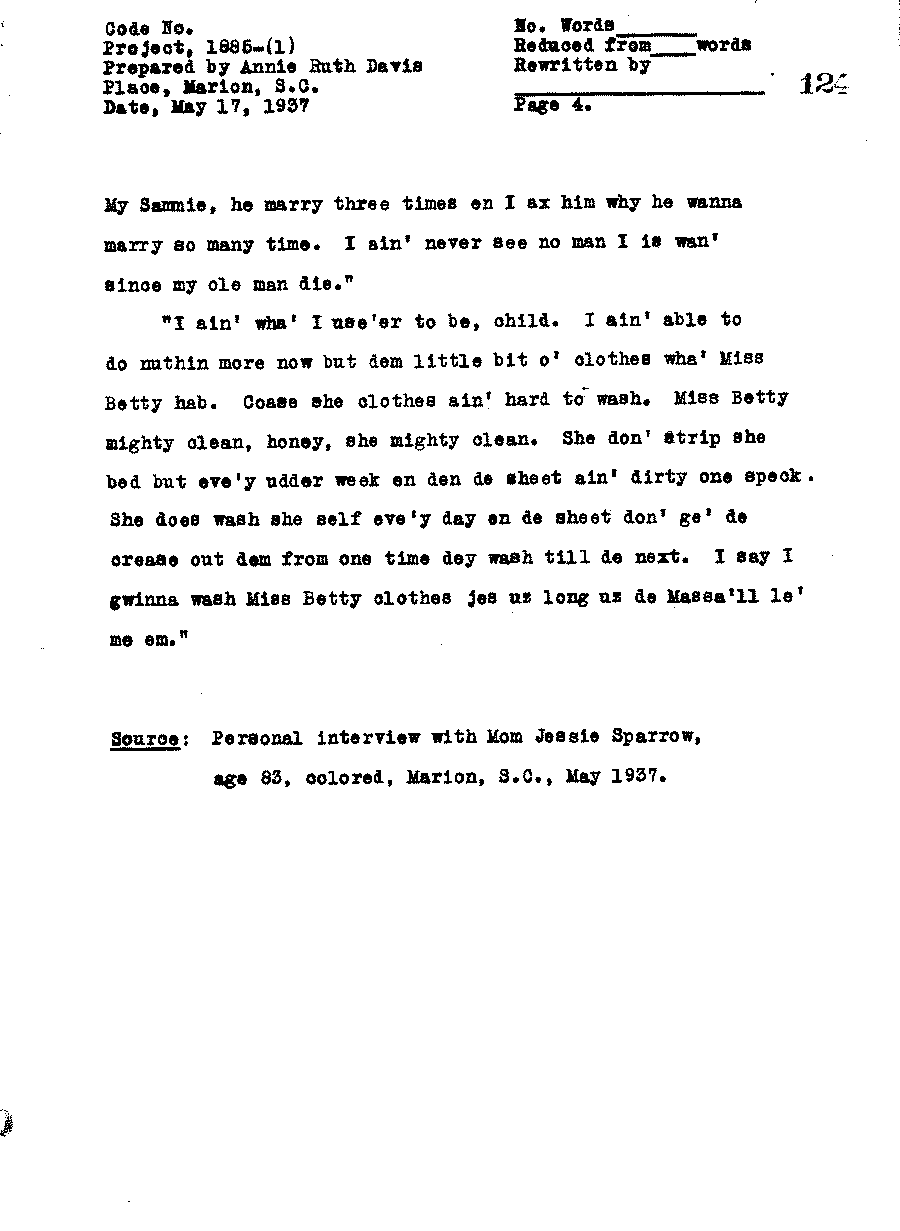 Code No.
Project, 1885-(1)
Prepared by Annie Ruth Davis
Place, Marion, S.C.
Date, May 17, 1937
No. Words
Reduced from words
Rewritten by
Page 4.
124
My Sammie, he marry three times en I ax him why he wanna
marry so many time. I ain' never see no man I is wan'
since my ole man die."
"I ain' wha' I use'er to be, child. I ain' able to
do nuthin more now but dem little bit o' clothes wha' Miss
Betty hab. Coase she clothes ain' hard to wash. Miss Betty
mighty clean, honey, she mighty clean. She don' strip she
bed but eve'y udder week en den de sheet ain' dirty one speck.
She does wash she self eve'y day en de sheet don' ge' de
crease out dem from one time dey wash till de next. I say I
gwinna wash Miss Betty clothes jes uz long uz de Massa'll le'
me em."
Source: Personal interview with Mom Jessie Sparrow,
age 83, colored, Marion, S.C., May 1937.